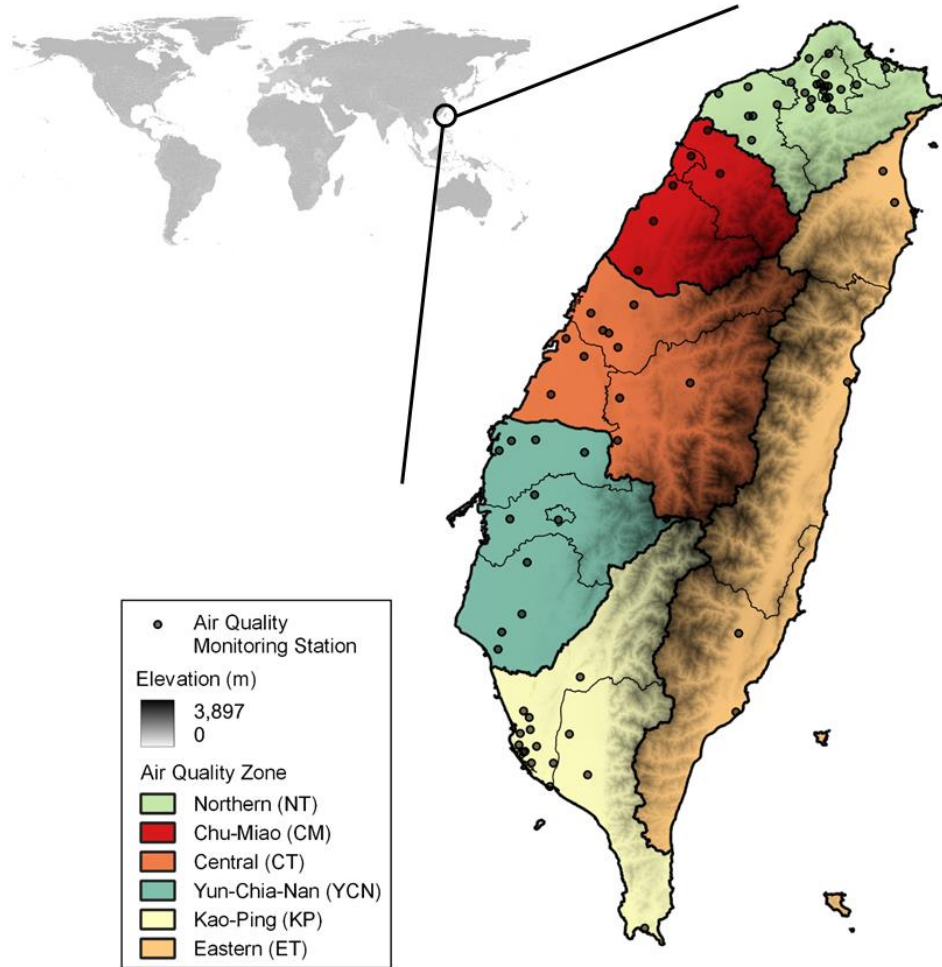 Air Quality
Monitoring Station
Elevation (m)
3,897
0
Air Quality Zone
Northern (NT)
Chu-Miao (CM)
Central (CT)
Yun-Chia-Nan (YCN)
Kao-Ping (KP)
Eastern (ET)